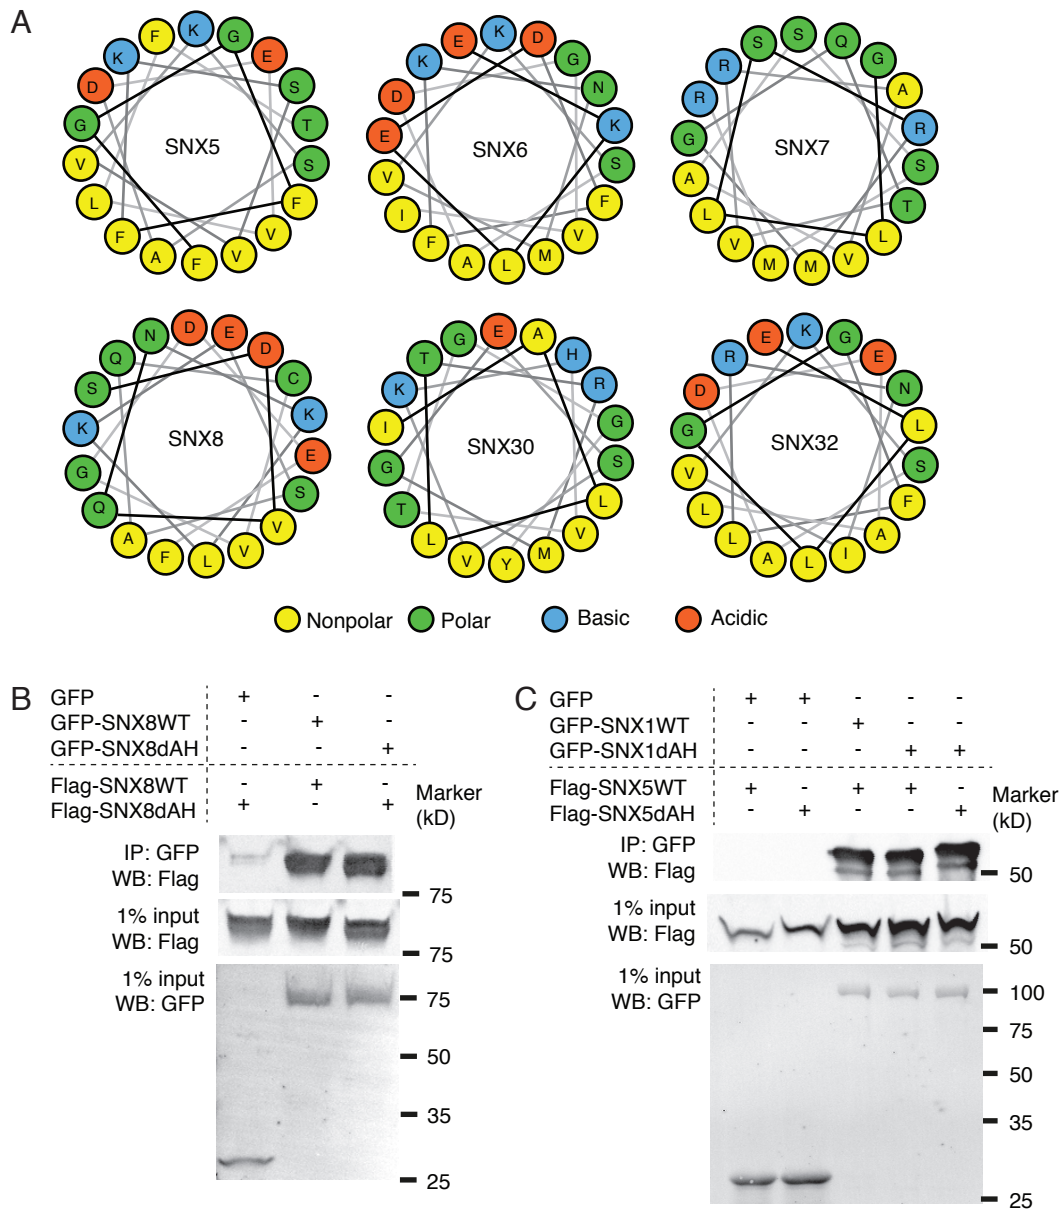 A
K G E S T S F V V F A F L V G D K F
SNX5
K D G N K S F V M L A F I V E D K E
SNX6
S S Q G A R S T L V M M V L A G R R
SNX7
D E D C K E S V V L F A Q G K S Q N
SNX8
E A H R G S L V M Y V L T G I K T G
SNX30
K G E N L S F A I L A L L V G D R E
SNX32
Nonpolar Polar Basic Acidic
B
GFP + - -
GFP-SNX8WT - + -
GFP-SNX8dAH - - +
Flag-SNX8WT - + -
Flag-SNX8dAH + - +
Marker
(kD)
IP: GFP
WB: Flag
75
1% input
WB: Flag
75
1% input
WB: GFP
75
50
35
25
C
GFP + + - - -
GFP-SNX1WT - - + - -
GFP-SNX1dAH - - - + +
Flag-SNX5WT + - + + -
Flag-SNX5dAH - + - - +
Marker
(kD)
IP: GFP
WB: Flag
50
1% input
WB: Flag
50
1% input
WB: GFP
100
75
50
35
25